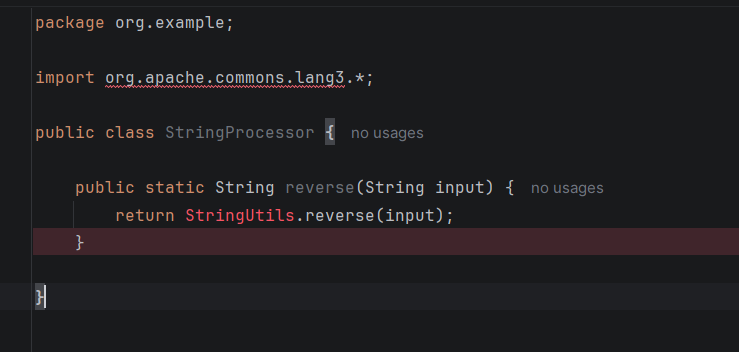 package org.example;
import org.apache.commons.lang3.*;
public class StringProcessor { no usages
public static String reverse(String input) { no usages
return StringUtils.reverse(input);
}
}